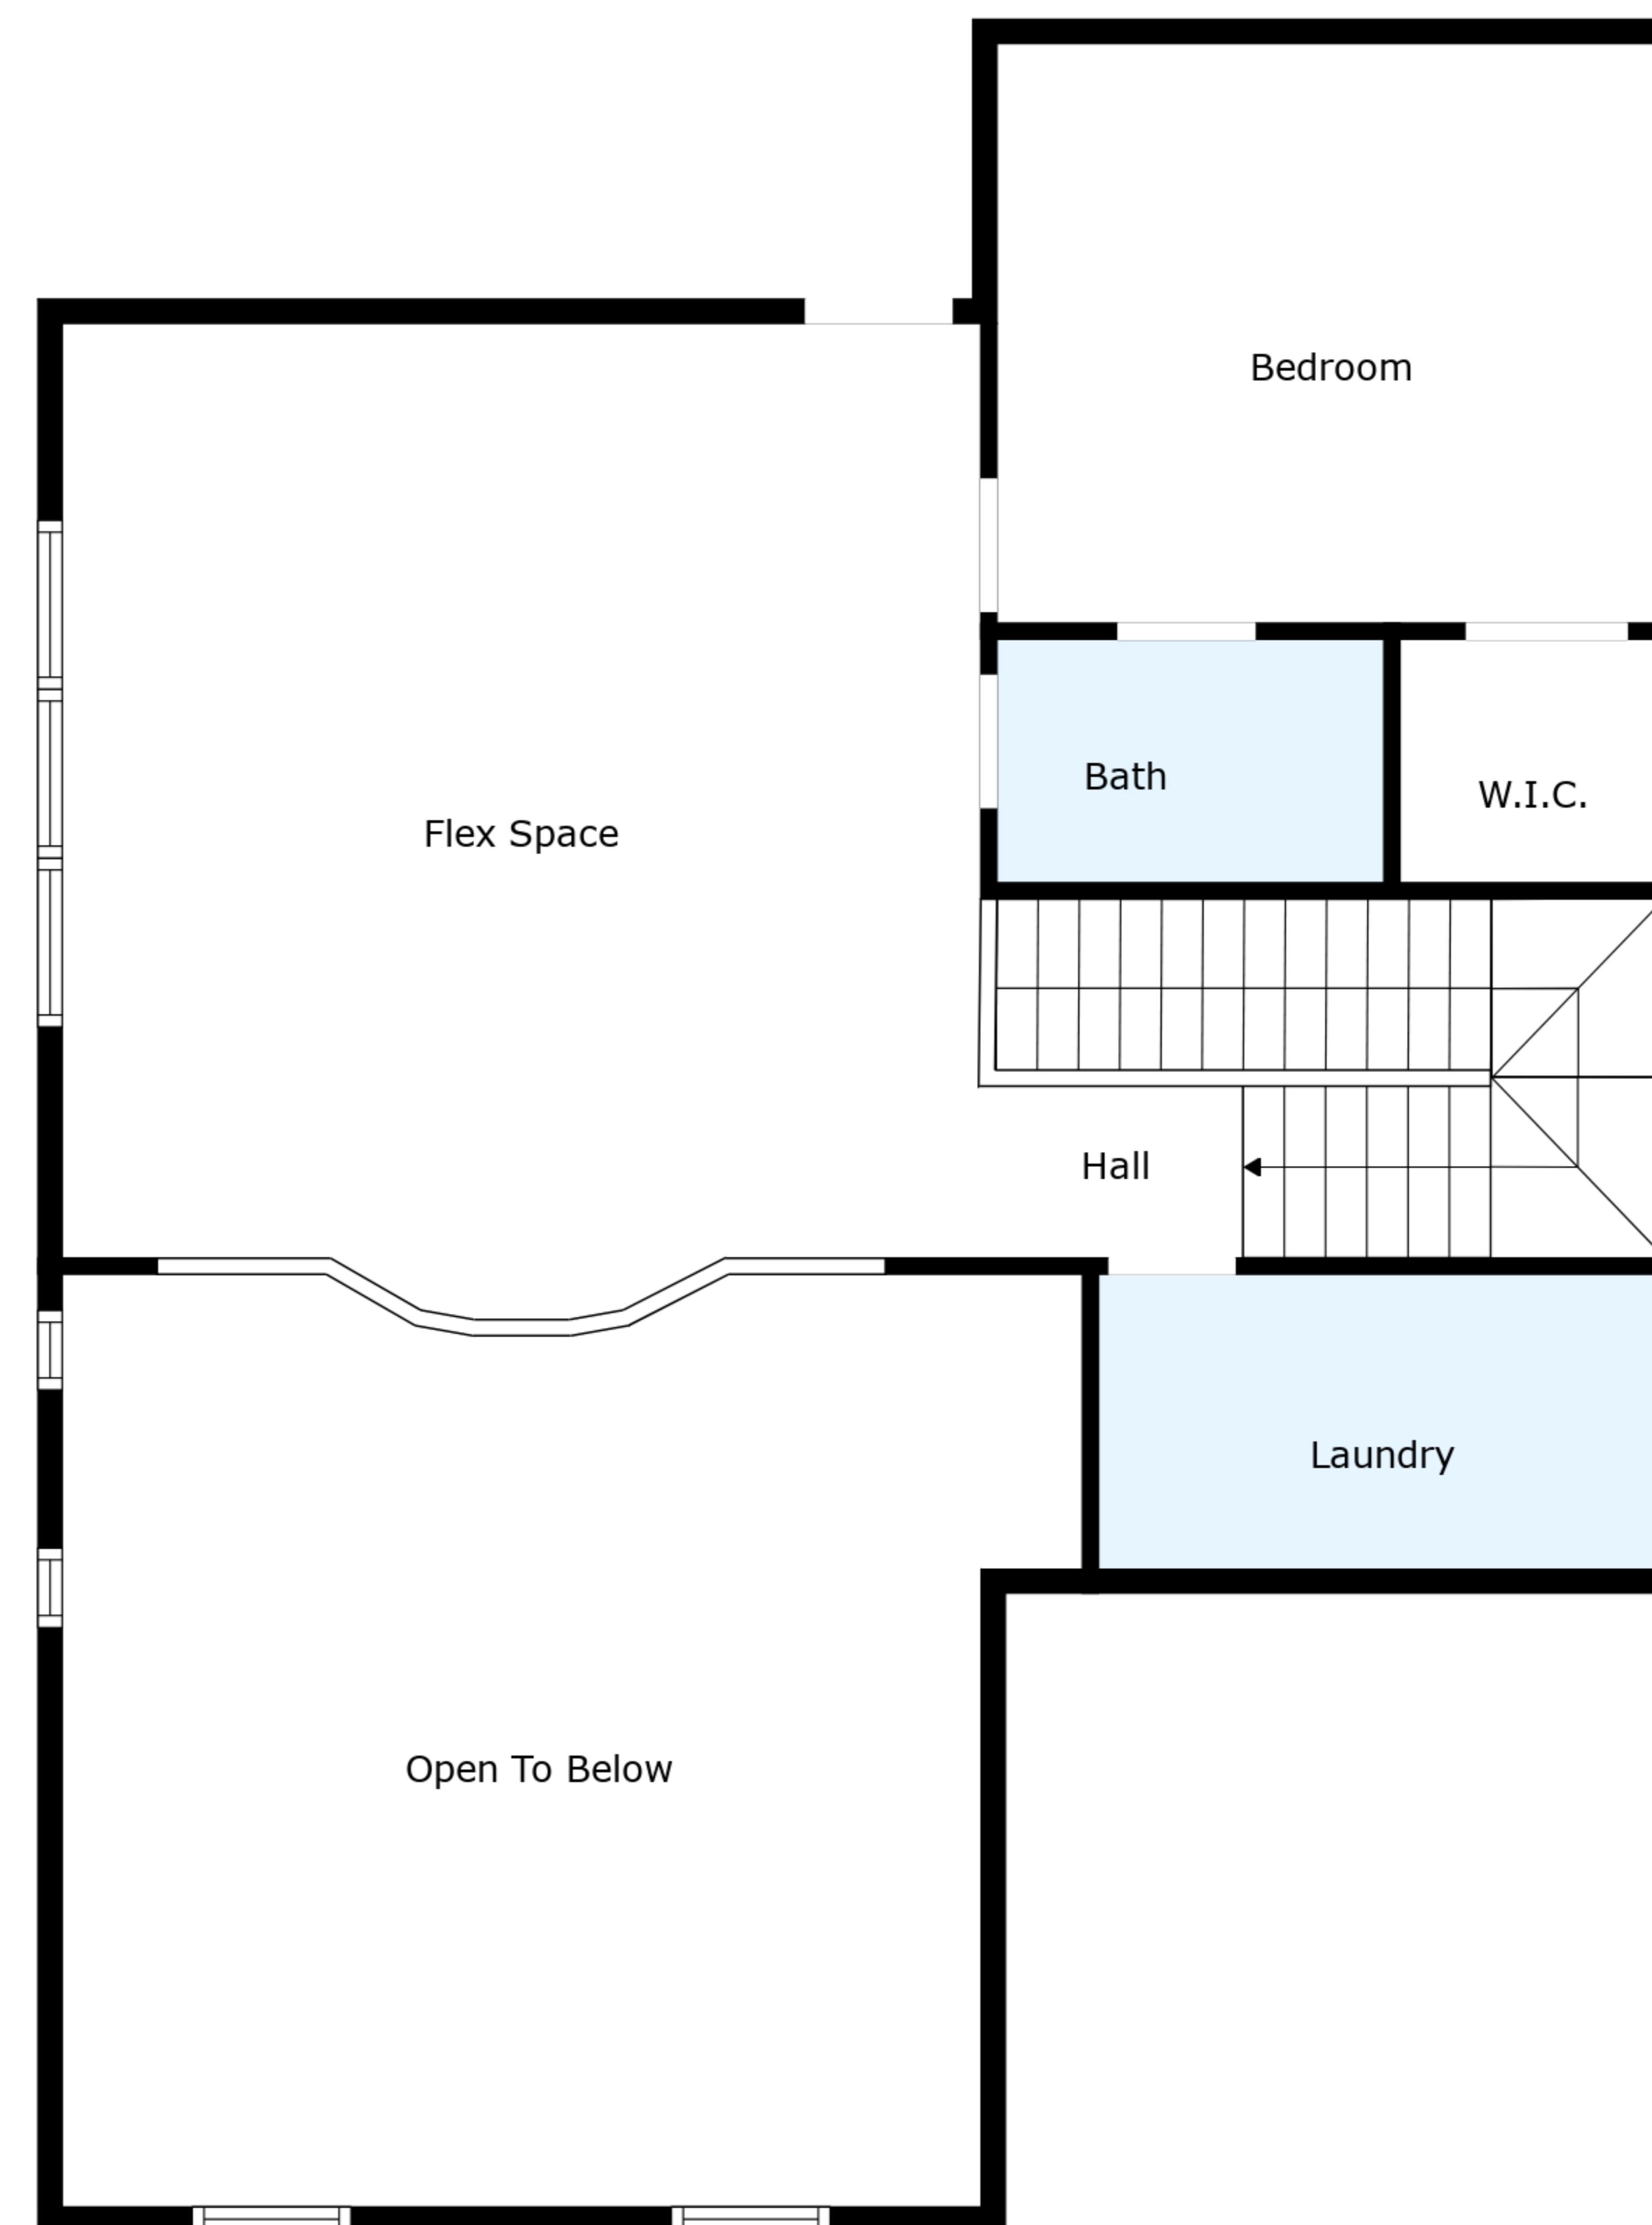 Bedroom
Bath
W.I.C.
Flex Space
Hall
Laundry
Open To Below